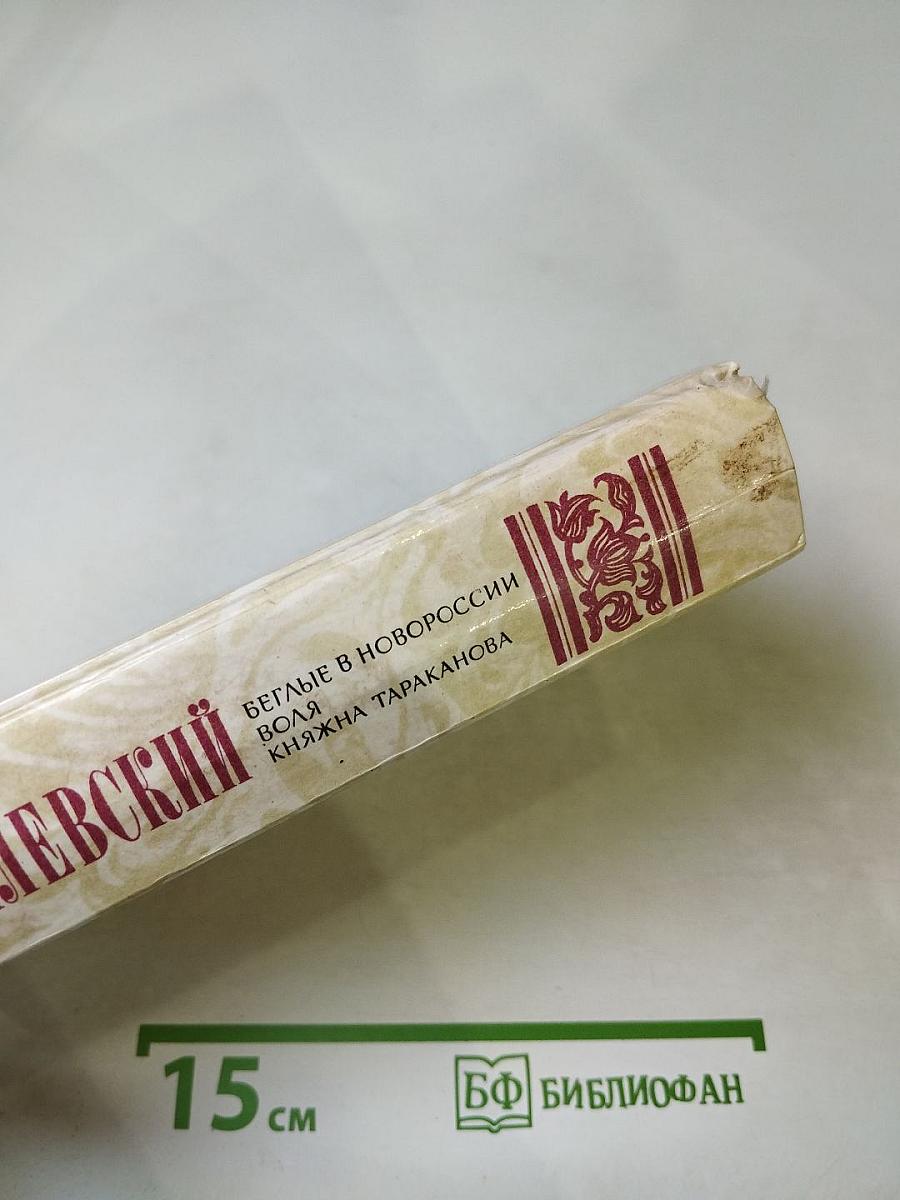 ЛЕВСКИЙ
БЕГЛЫЕ В НОВОРОССИИ
ВОЛЯ
КНЯЖНА ТАРАКАНОВА
15 см
БФ БИБЛИОФАН